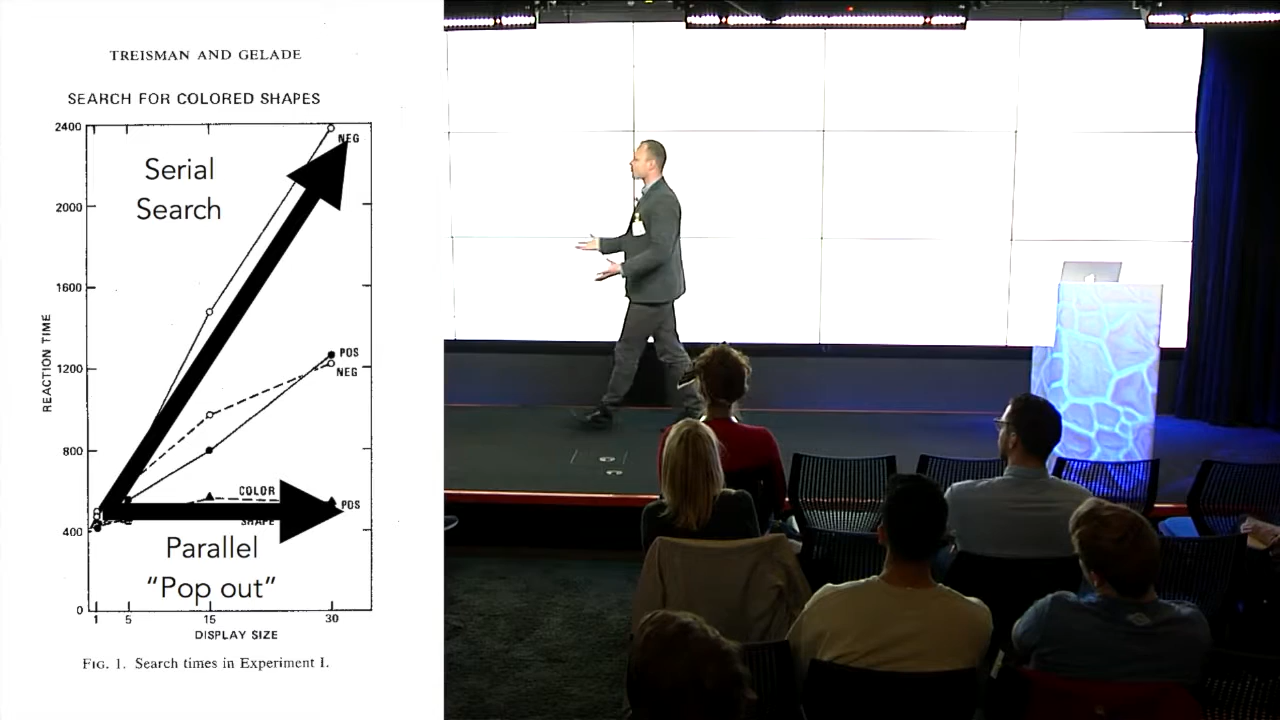 TREISMAN AND GELADE
SEARCH FOR COLORED SHAPES
2400
2000
1600
1200
800
400
0
REACTION TIME
Serial
Search
NEG
POS
NEG
COLOR
POS
SHAPE
Parallel
“Pop out”
1 5 15 30
DISPLAY SIZE
FIG. 1. Search times in Experiment I.